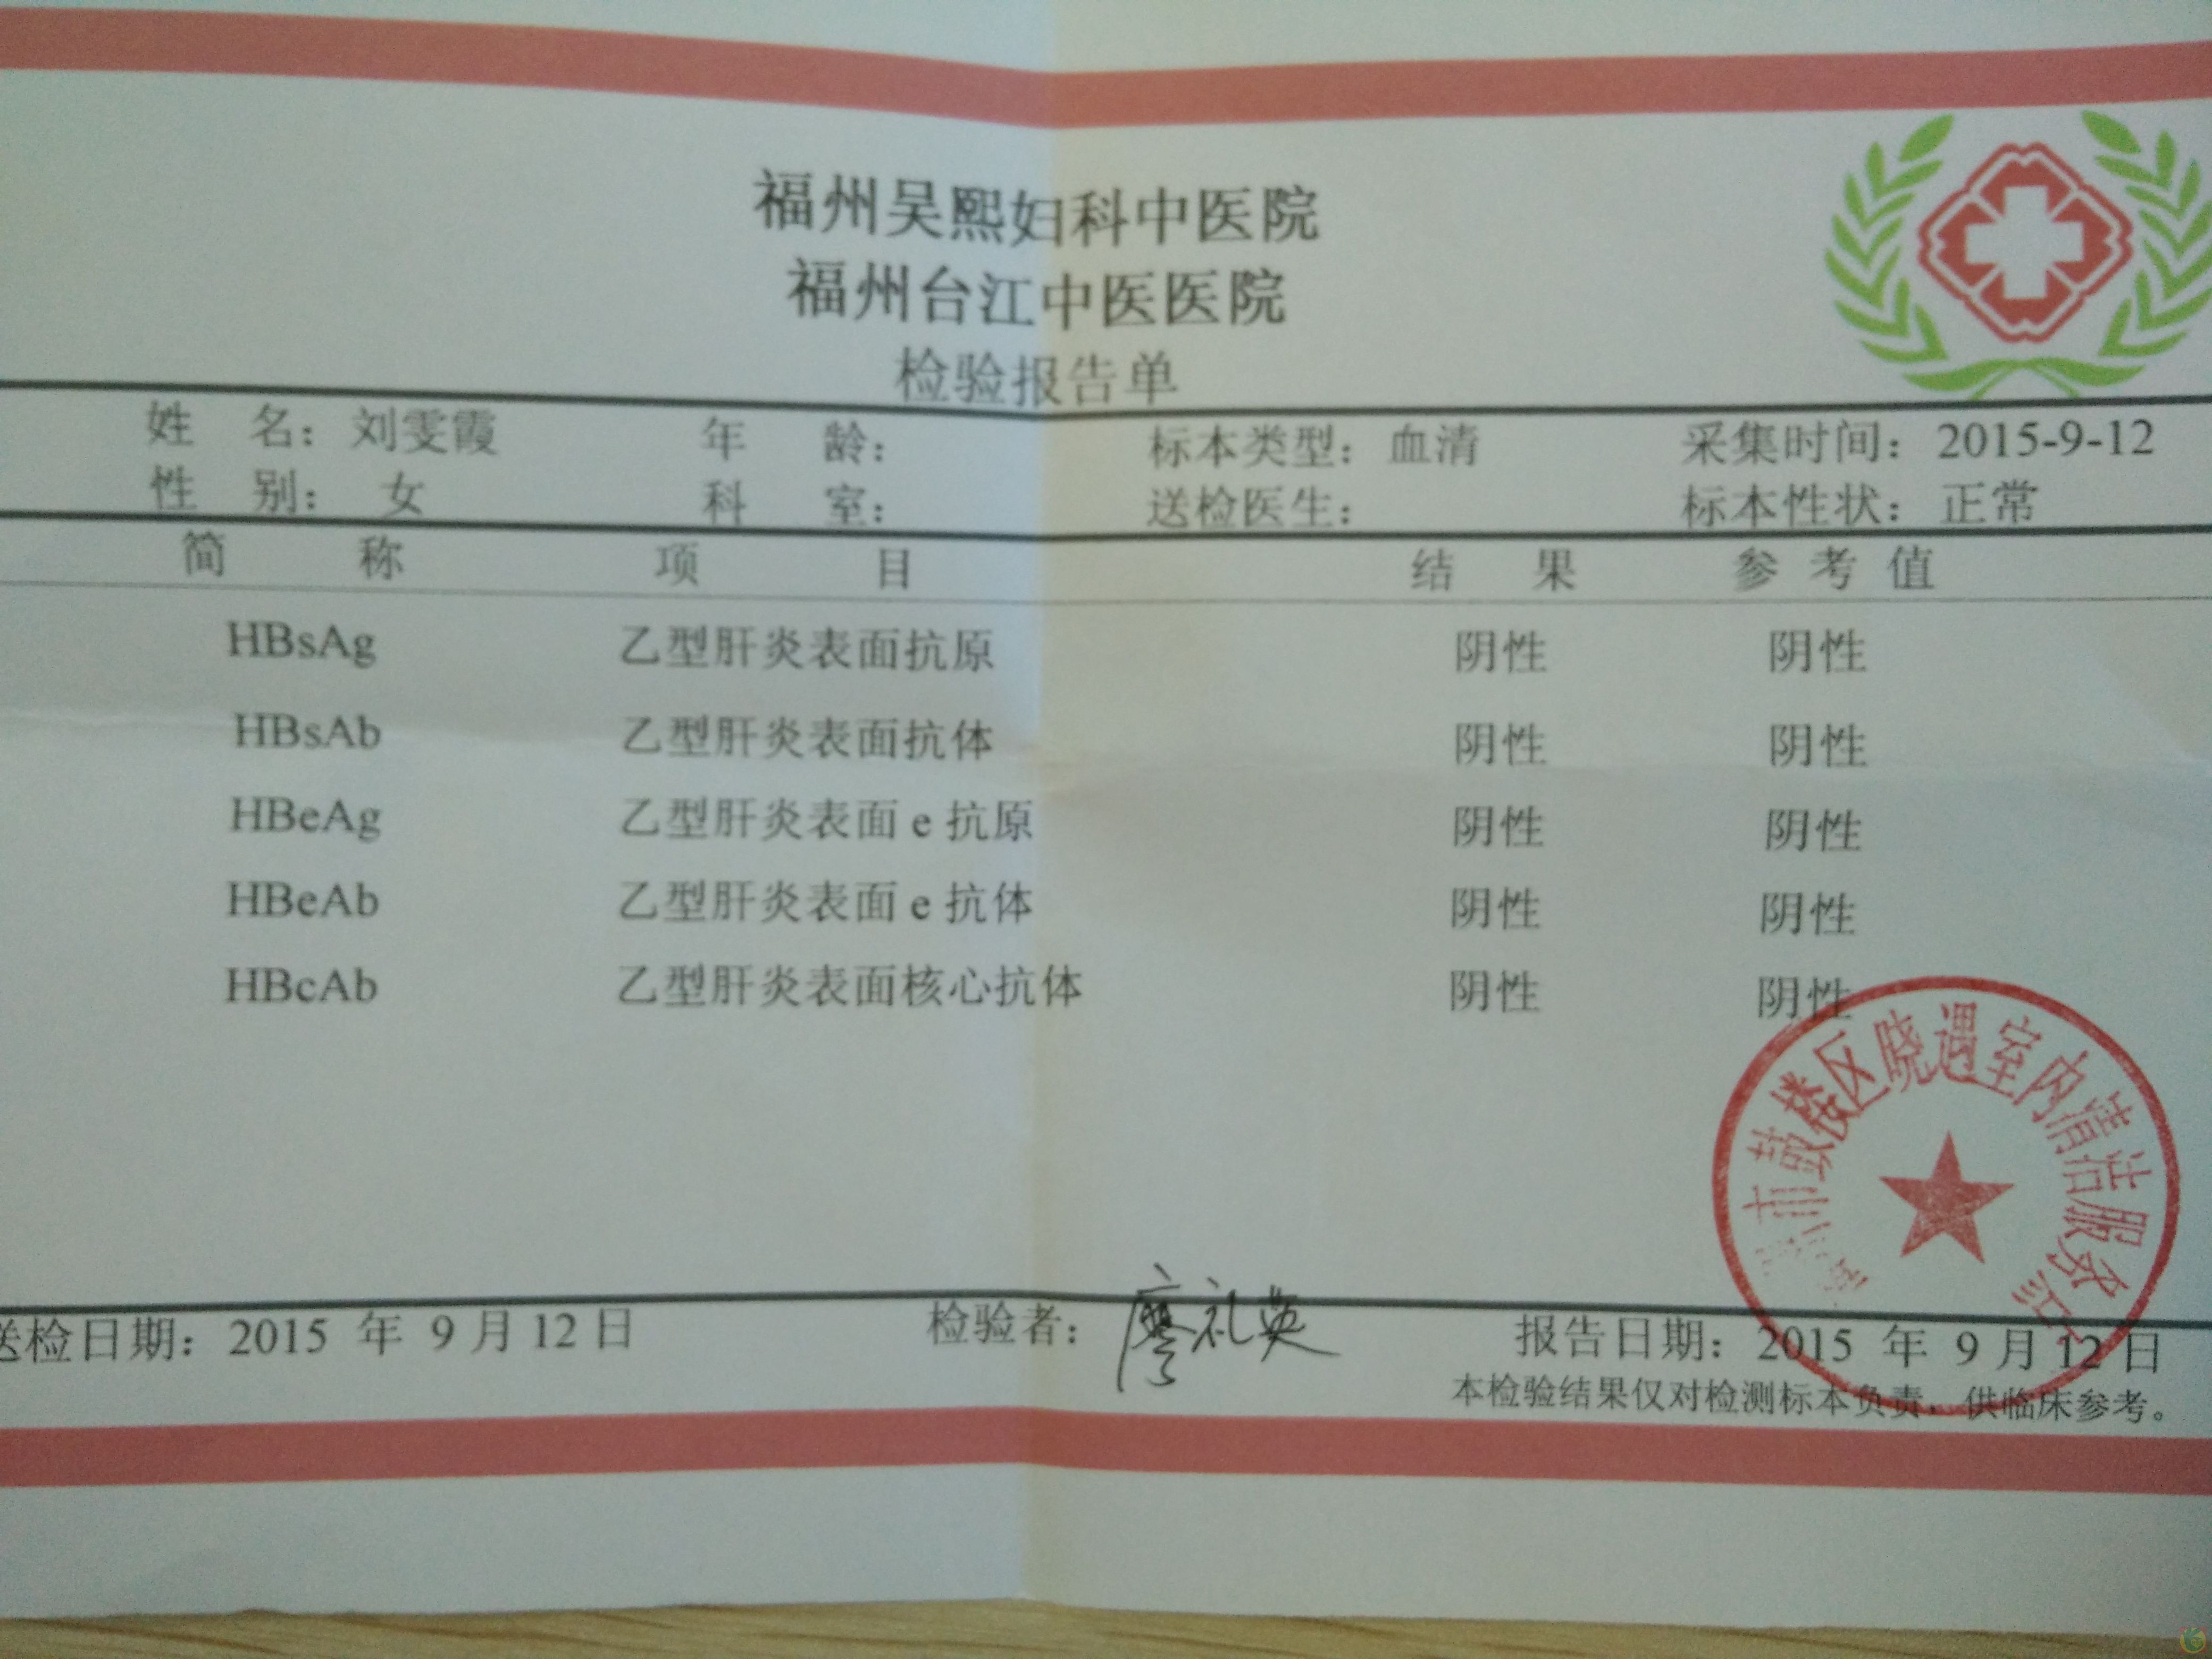 福州吴熙妇科中医院
福州台江中医医院
检验报告单
姓 名：刘雯霞 年 龄： 标本类型：血清 采集时间：2015-9-12
性 别： 女 科 室： 送检医生： 标本性状：正常
简 称 项 目 结 果 参 考 值
HBsAg 乙型肝炎表面抗原 阴性 阴性
HBsAb 乙型肝炎表面抗体 阴性 阴性
HBeAg 乙型肝炎表面 e 抗原 阴性 阴性
HBeAb 乙型肝炎表面 e 抗体 阴性 阴性
HBcAb 乙型肝炎表面核心抗体 阴性 阴性
市鼓楼区晓遇室内清洁服务
送检日期：2015 年 9 月 12 日 检验者：廖礼英 报告日期：2015 年 9 月 12 日
本检验结果仅对检测标本负责，供临床参考。